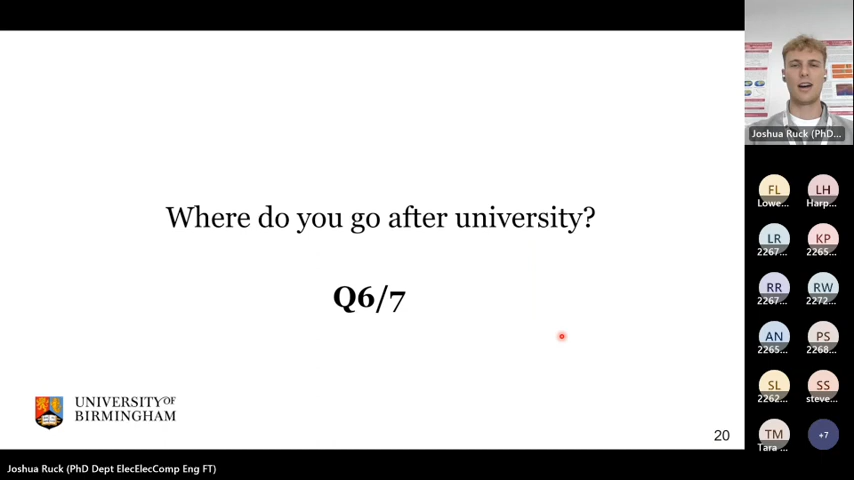 Where do you go after university?
Q6/7
UNIVERSITY OF
BIRMINGHAM
20
Joshua Ruck (PhD Dept ElecElecComp Eng FT)
Joshua Ruck (PhD...
FL
Lowe...
LH
Harp...
LR
2267...
KP
2265...
RR
2267...
RW
2272...
AN
2265...
PS
2268...
SL
2262...
SS
steve...
TM
Tara ...
+7